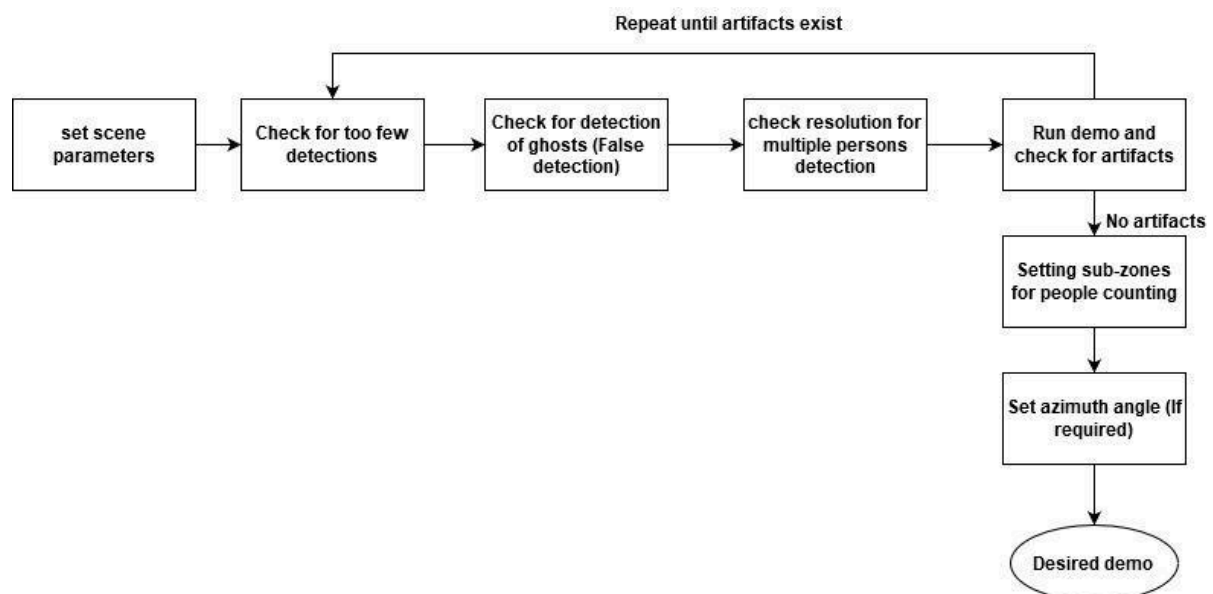 Repeat until artifacts exist
set scene
parameters
Check for too few
detections
Check for detection
of ghosts (False
detection)
check resolution for
multiple persons
detection
Run demo and
check for artifacts
No artifacts
Setting sub-zones
for people counting
Set azimuth angle (If
required)
Desired demo